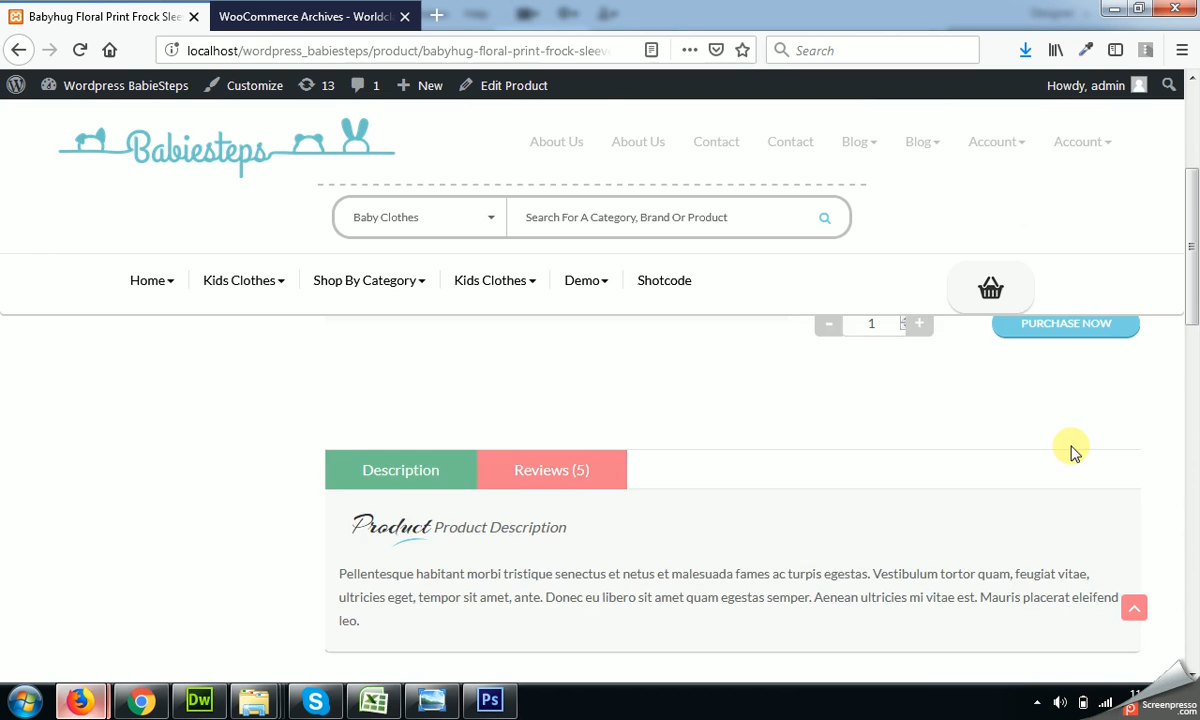 Babyhug Floral Print Frock Slee
WooCommerce Archives - Worldcl
localhost/wordpress_babiesteps/product/babyhug-floral-print-frock-sleev
Search
Wordpress BabieSteps
Customize
13
1
New
Edit Product
Howdy, admin
Babiesteps
About Us
About Us
Contact
Contact
Blog
Blog
Account
Account
Baby Clothes
Search For A Category, Brand Or Product
Home
Kids Clothes
Shop By Category
Kids Clothes
Demo
Shotcode
-
1
+
PURCHASE NOW
Description
Reviews (5)
Product Product Description
Pellentesque habitant morbi tristique senectus et netus et malesuada fames ac turpis egestas. Vestibulum tortor quam, feugiat vitae,
ultricies eget, tempor sit amet, ante. Donec eu libero sit amet quam egestas semper. Aenean ultricies mi vitae est. Mauris placerat eleifend
leo.
Dw
Ps
Screenpresso
.com